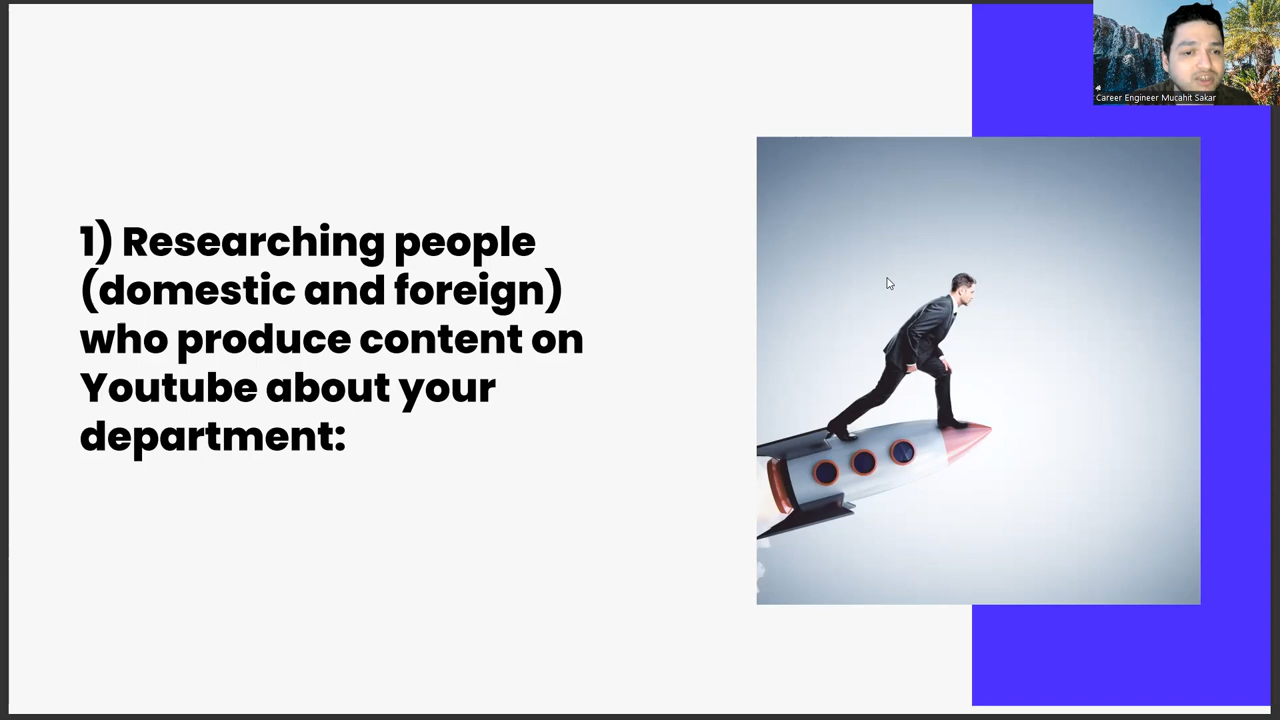 Career Engineer Mucahit Sakar
1) Researching people
(domestic and foreign)
who produce content on
Youtube about your
department: